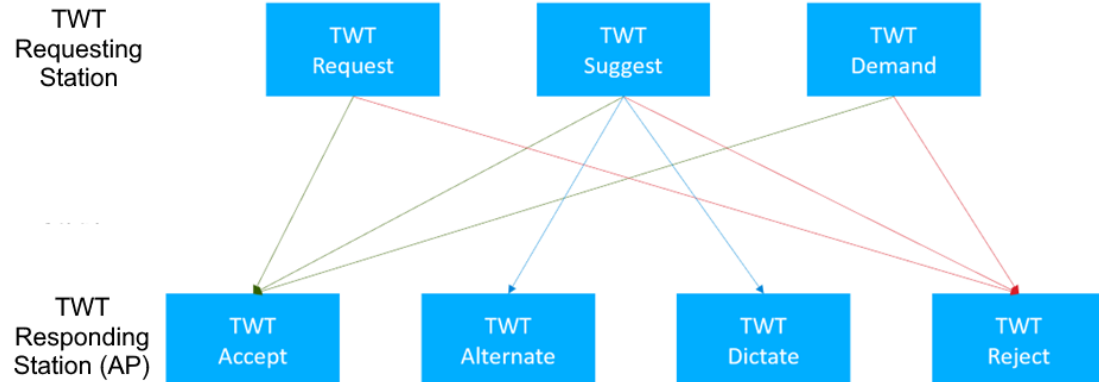 TWT
Requesting
Station
TWT
Request
TWT
Suggest
TWT
Demand
TWT
Responding
Station (AP)
TWT
Accept
TWT
Alternate
TWT
Dictate
TWT
Reject